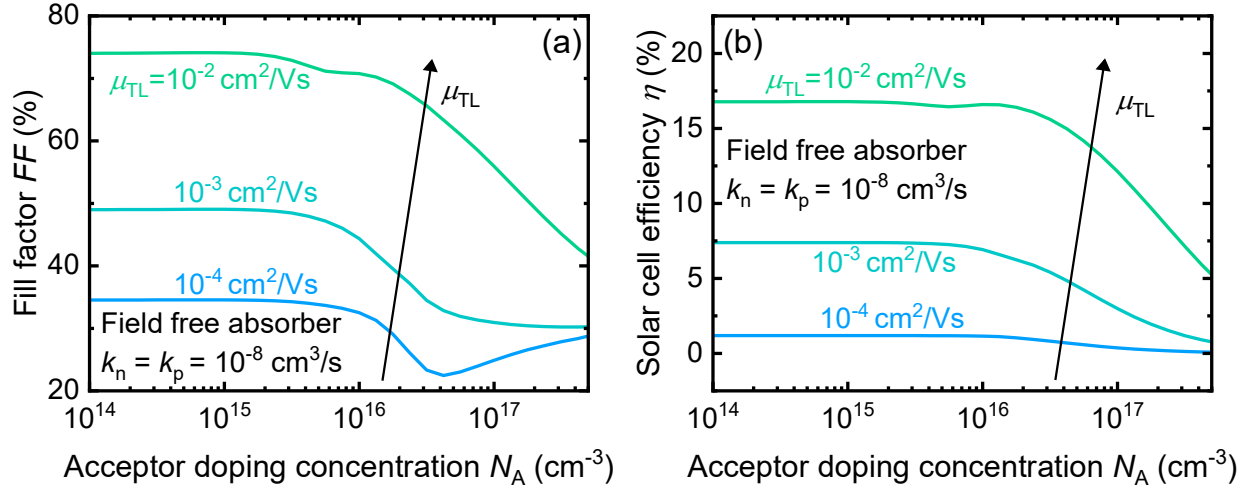 (a)
80
60
40
20
Fill factor FF (%)
μTL=10⁻² cm²/Vs
μTL
10⁻³ cm²/Vs
10⁻⁴ cm²/Vs
Field free absorber
kn = kp = 10⁻⁸ cm³/s
10¹⁴ 10¹⁵ 10¹⁶ 10¹⁷
Acceptor doping concentration NA (cm⁻³)
(b)
20
15
10
5
0
Solar cell efficiency η (%)
μTL=10⁻² cm²/Vs
μTL
Field free absorber
kn = kp = 10⁻⁸ cm³/s
10⁻³ cm²/Vs
10⁻⁴ cm²/Vs
10¹⁴ 10¹⁵ 10¹⁶ 10¹⁷
Acceptor doping concentration NA (cm⁻³)